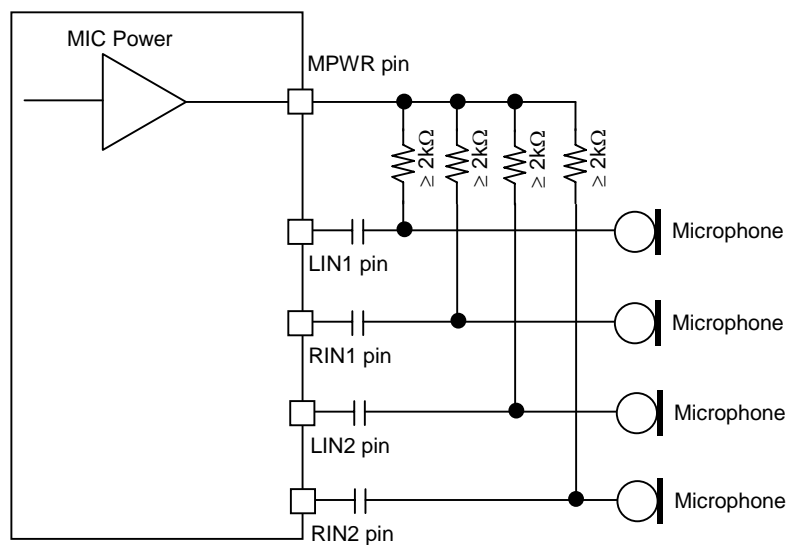 MIC Power
MPWR pin
≥ 2kΩ
≥ 2kΩ
≥ 2kΩ
≥ 2kΩ
LIN1 pin
Microphone
RIN1 pin
Microphone
LIN2 pin
Microphone
RIN2 pin
Microphone